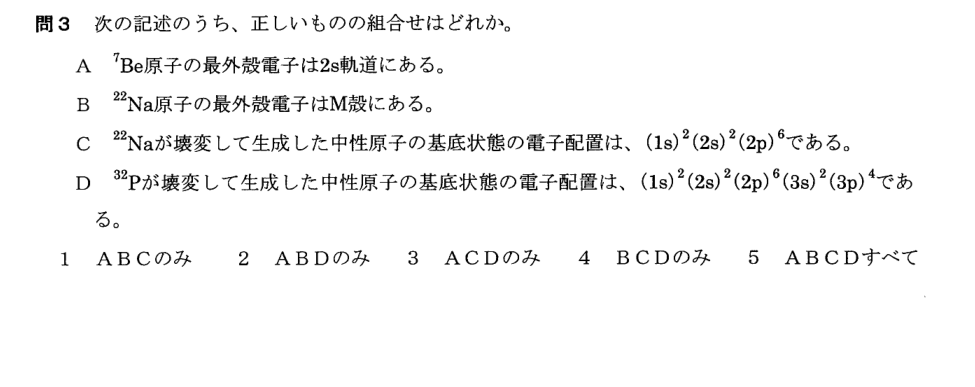 問3 次の記述のうち、正しいものの組合せはどれか。
A ⁷Be原子の最外殻電子は2s軌道にある。
B ²²Na原子の最外殻電子はM殻にある。
C ²²Naが壊変して生成した中性原子の基底状態の電子配置は、(1s)²(2s)²(2p)⁶である。
D ³²Pが壊変して生成した中性原子の基底状態の電子配置は、(1s)²(2s)²(2p)⁶(3s)²(3p)⁴であ
る。
1 ABCのみ 2 ABDのみ 3 ACDのみ 4 BCDのみ 5 ABCDすべて